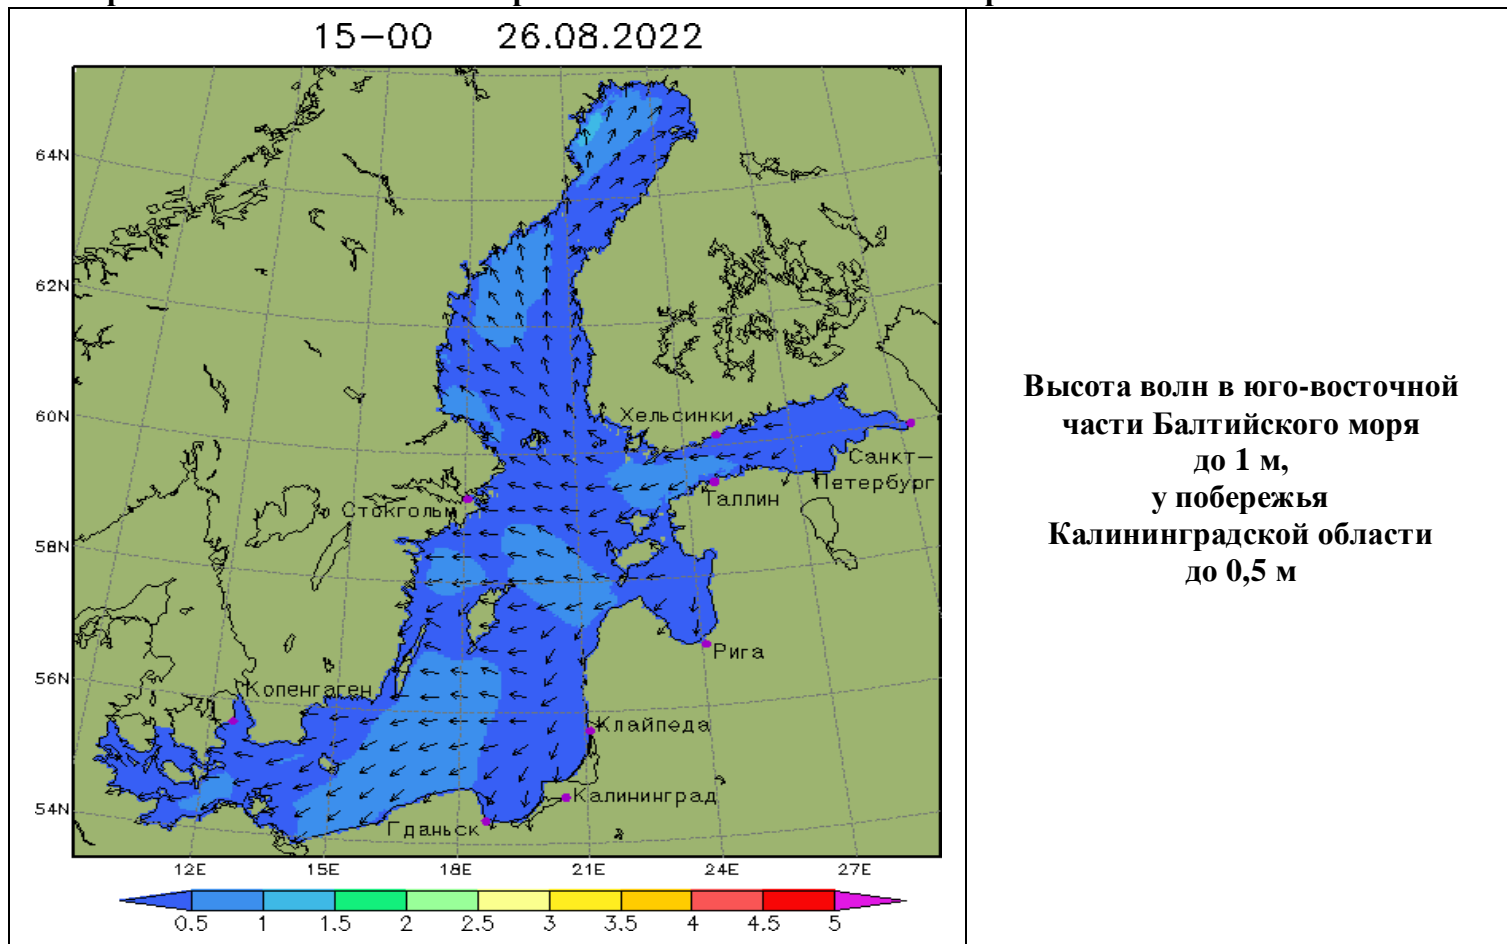 15-00 26.08.2022
64N
62N
60N
58N
56N
54N
Хельсинки
Санкт-
Петербург
Таллин
Стокгольм
Рига
Копенгаген
Клайпеда
Калининград
Гданьск
12E 15E 18E 21E 24E 27E
0.5 1 1.5 2 2.5 3 3.5 4 4.5 5
Высота волн в юго-восточной
части Балтийского моря
до 1 м,
у побережья
Калининградской области
до 0,5 м